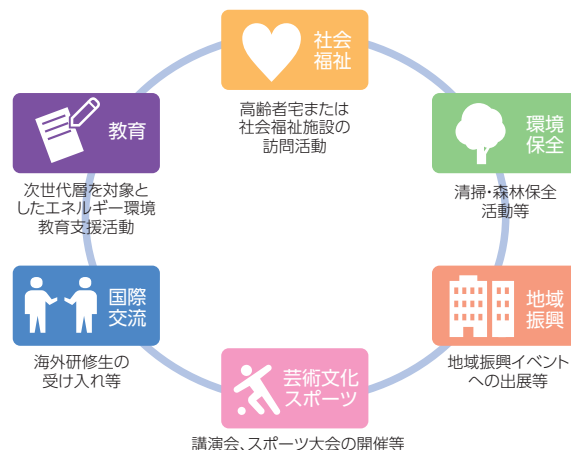 社会
福祉
高齢者宅または
社会福祉施設の
訪問活動
環境
保全
清掃・森林保全
活動等
地域
振興
地域振興イベント
への出展等
芸術文化
スポーツ
講演会、スポーツ大会の開催等
国際
交流
海外研修生の
受け入れ等
教育
次世代層を対象と
したエネルギー環境
教育支援活動